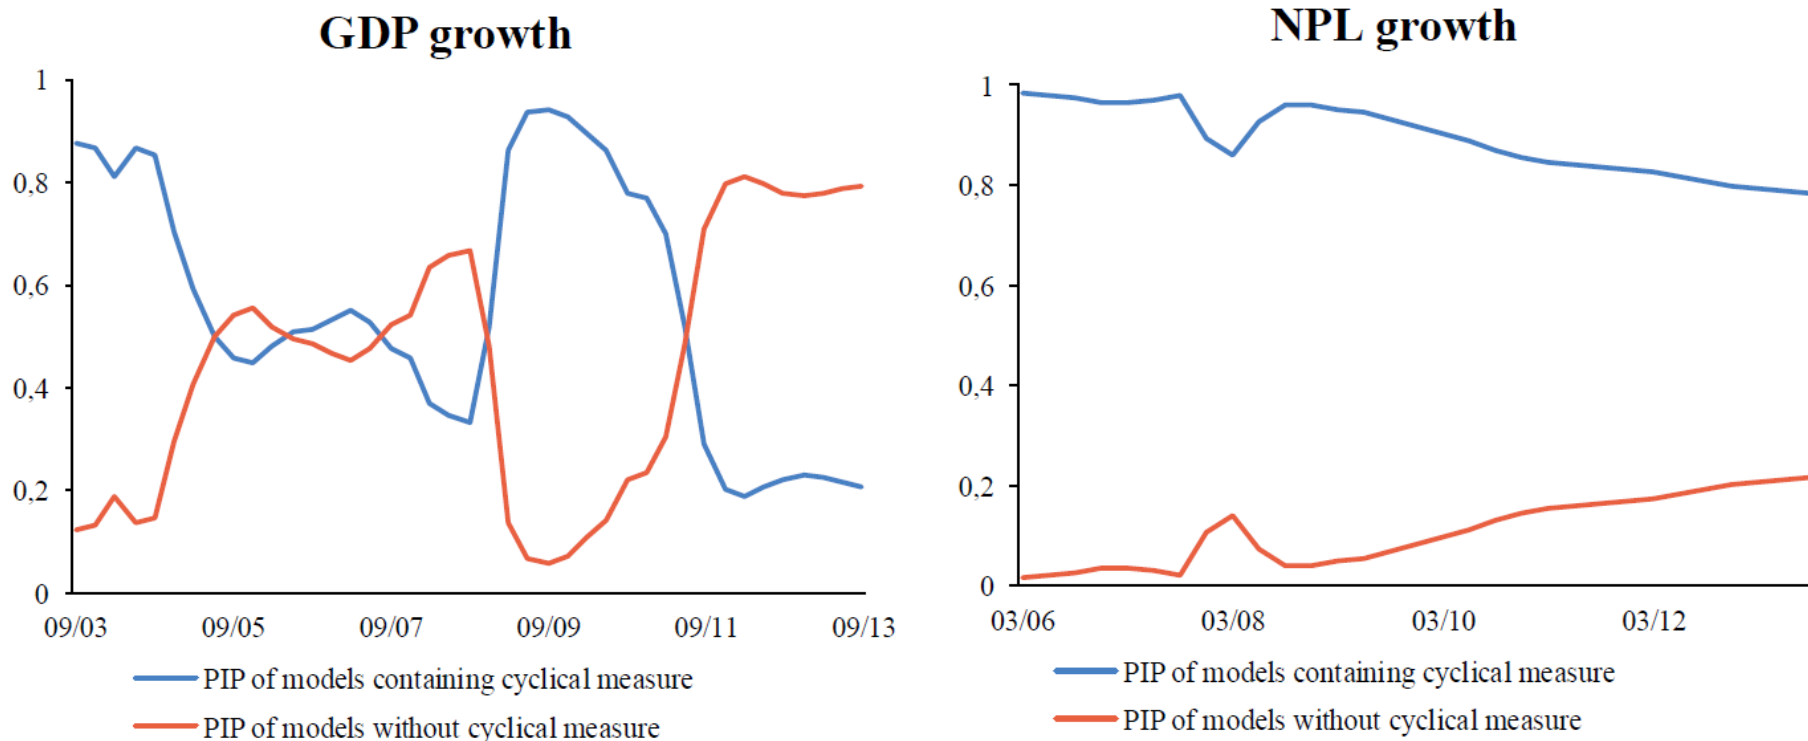 GDP growth
1
0,8
0,6
0,4
0,2
0
09/03 09/05 09/07 09/09 09/11 09/13
PIP of models containing cyclical measure
PIP of models without cyclical measure
NPL growth
1
0,8
0,6
0,4
0,2
0
03/06 03/08 03/10 03/12
PIP of models containing cyclical measure
PIP of models without cyclical measure